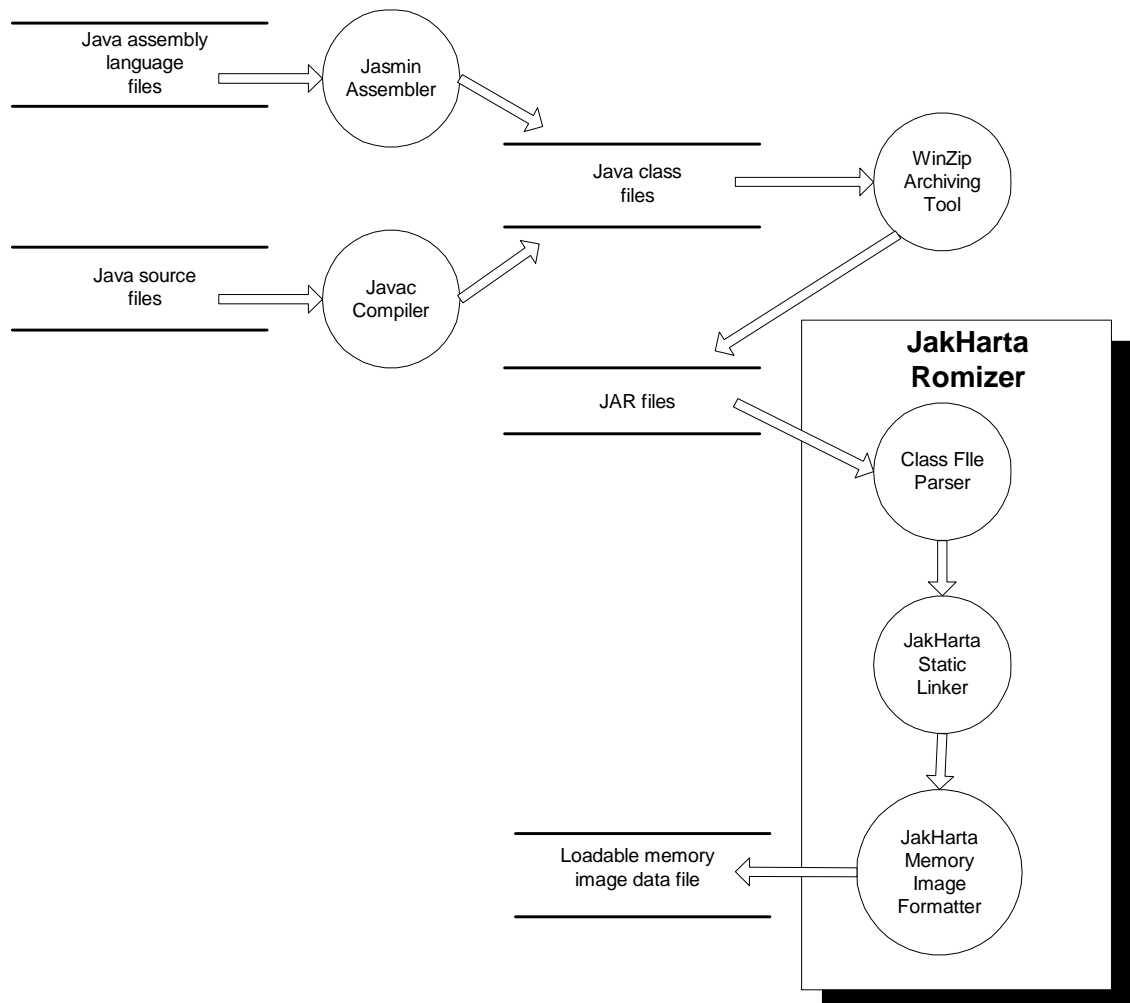 Java assembly
language
files
Jasmin
Assembler
Java class
files
WinZip
Archiving
Tool
Java source
files
Javac
Compiler
JakHarta
Romizer
JAR files
Class FIle
Parser
JakHarta
Static
Linker
JakHarta
Memory
Image
Formatter
Loadable memory
image data file